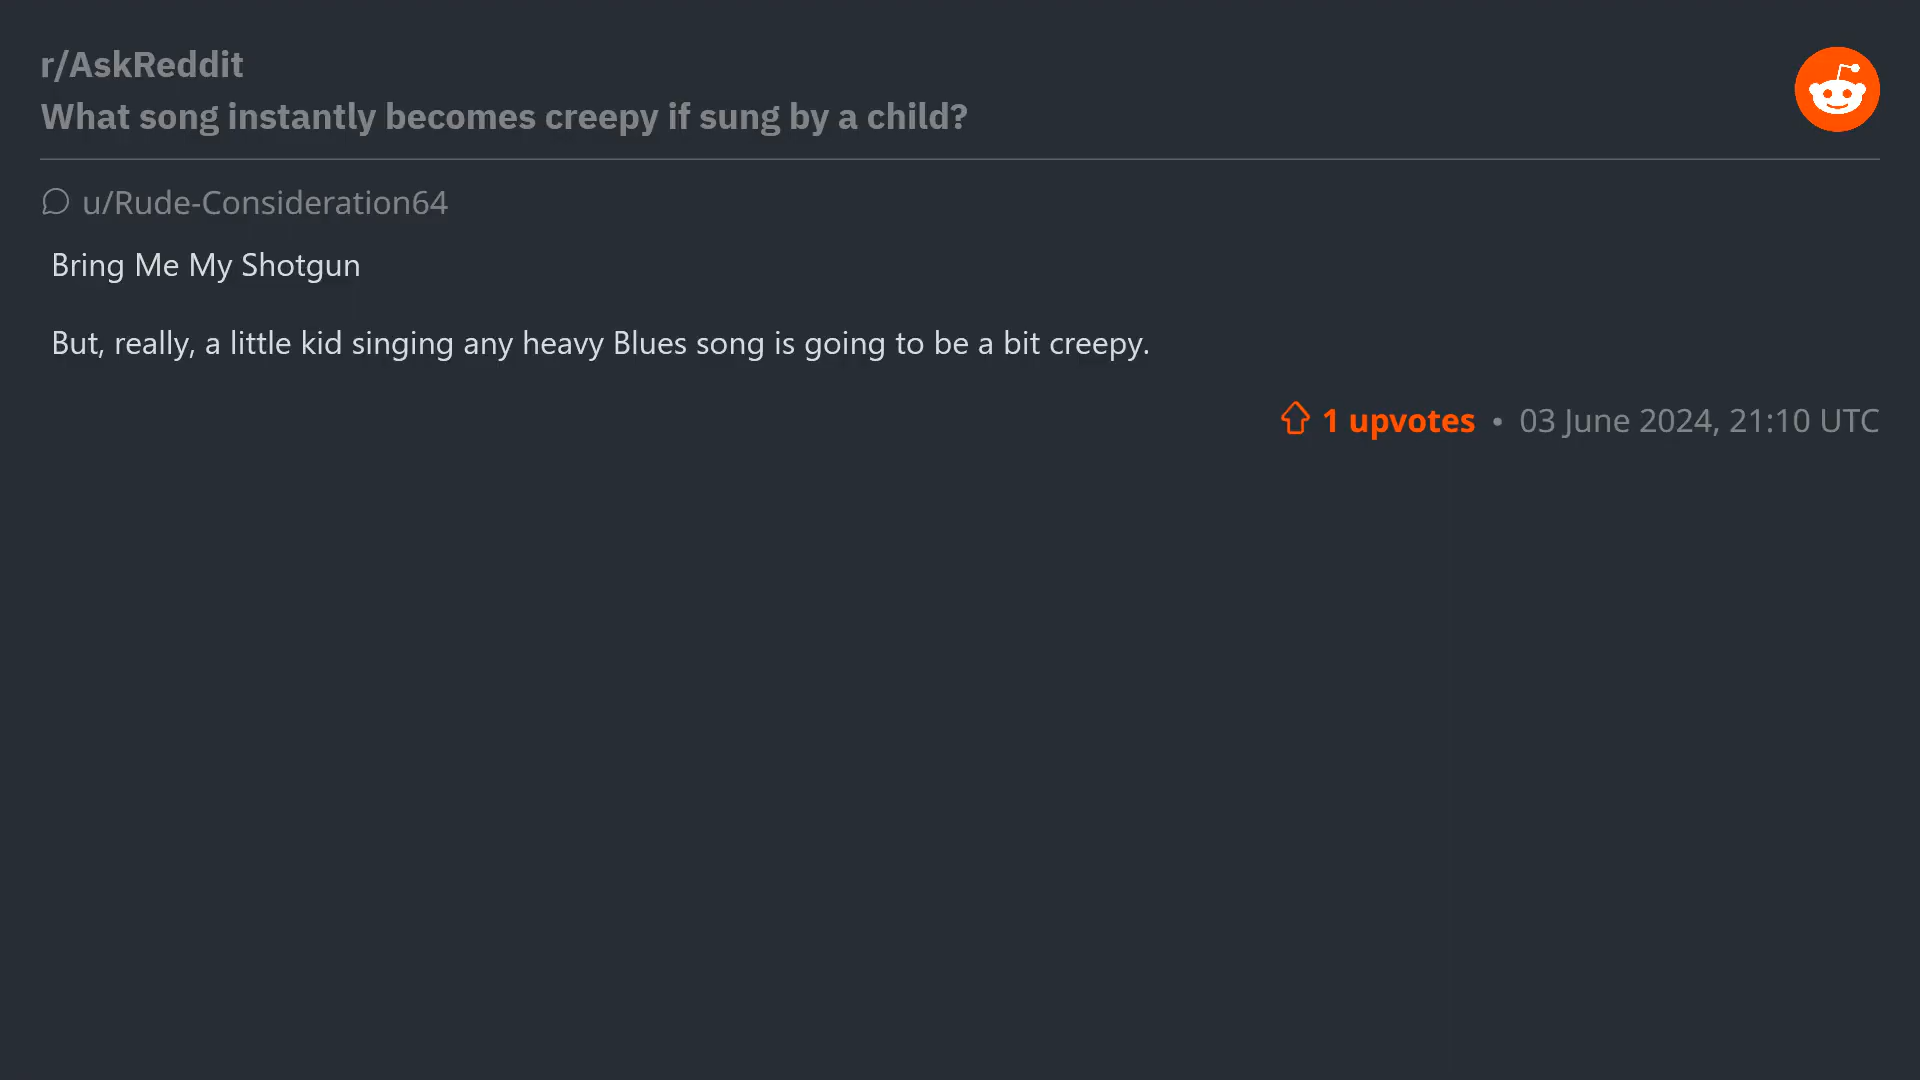 r/AskReddit
What song instantly becomes creepy if sung by a child?
u/Rude-Consideration64
Bring Me My Shotgun
But, really, a little kid singing any heavy Blues song is going to be a bit creepy.
1 upvotes • 03 June 2024, 21:10 UTC